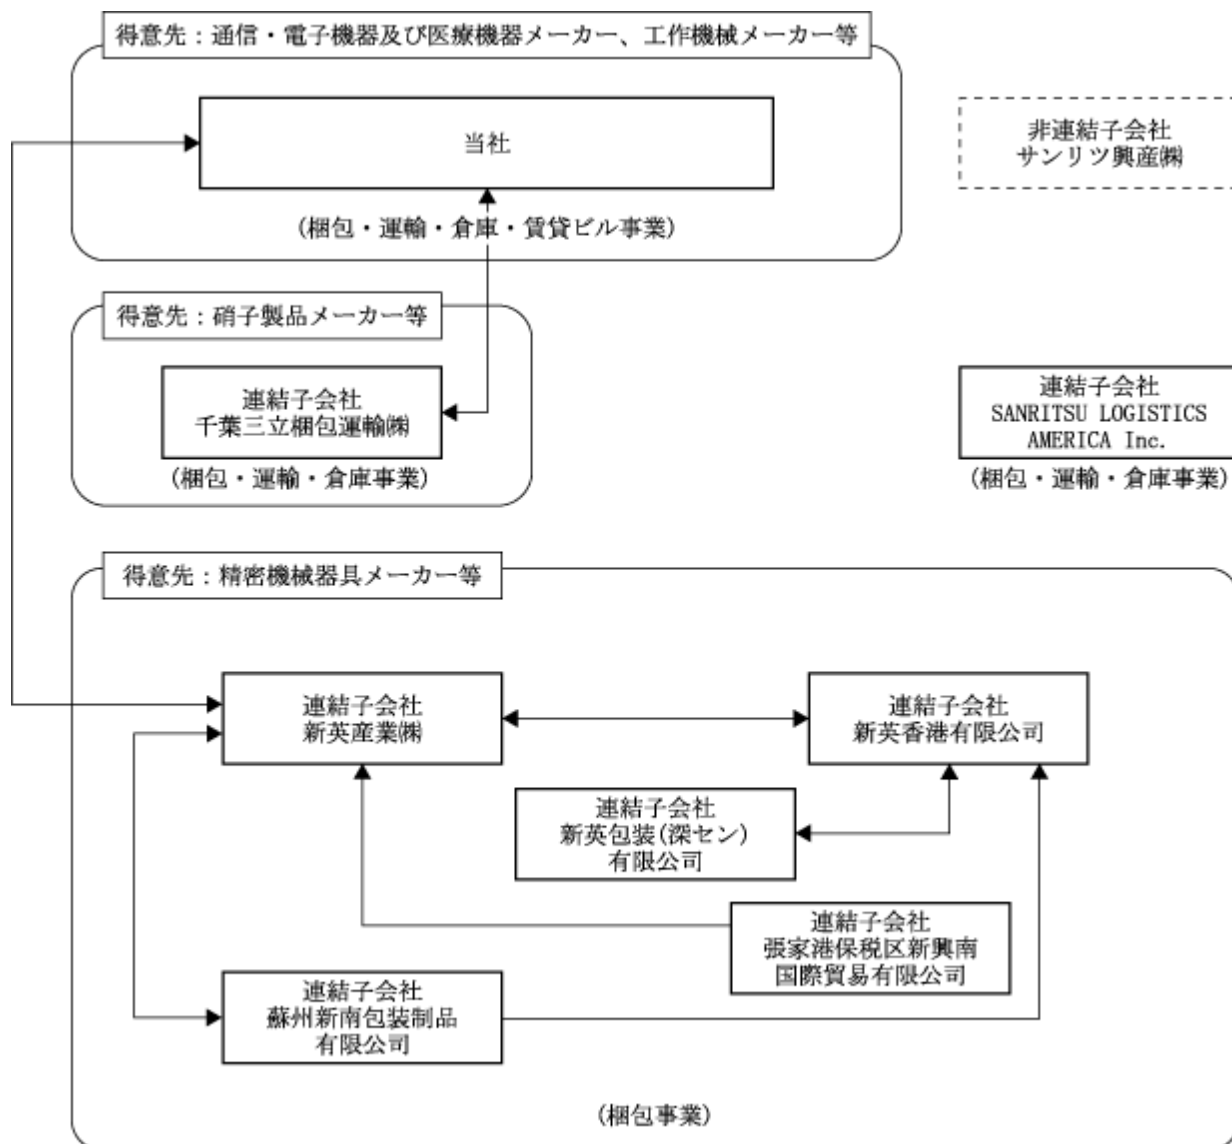 得意先：通信・電子機器及び医療機器メーカー、工作機械メーカー等
当社
(梱包・運輸・倉庫・賃貸ビル事業)
非連結子会社
サンリツ興産㈱
得意先：硝子製品メーカー等
連結子会社
千葉三立梱包運輸㈱
(梱包・運輸・倉庫事業)
連結子会社
SANRITSU LOGISTICS
AMERICA Inc.
(梱包・運輸・倉庫事業)
得意先：精密機械器具メーカー等
連結子会社
新英産業㈱
連結子会社
新英香港有限公司
連結子会社
新英包装(深セン)
有限公司
連結子会社
張家港保税区新興南
国際貿易有限公司
連結子会社
蘇州新南包装制品
有限公司
(梱包事業)